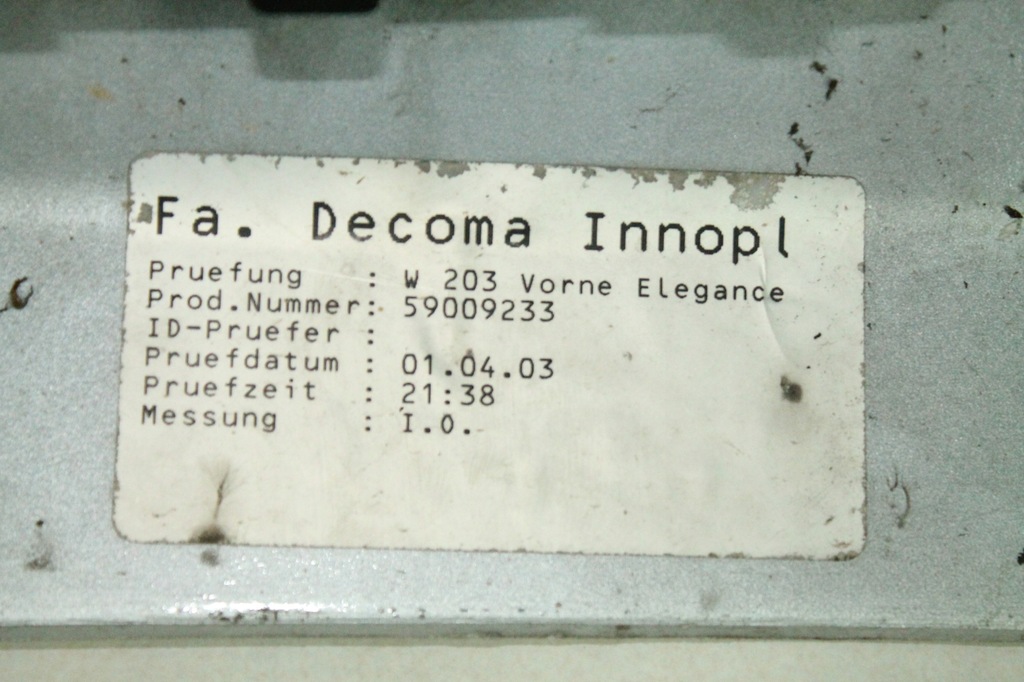 Fa. Decoma Innopl
Pruefung : W 203 Vorne Elegance
Prod.Nummer: 59009233
ID-Pruefer :
Pruefdatum : 01.04.03
Pruefzeit : 21:38
Messung : I.O.